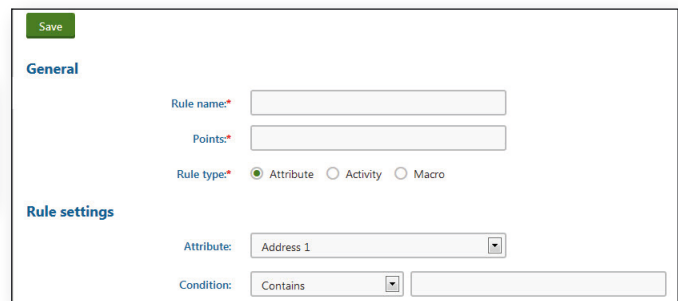 Save
General
Rule name:*
Points:*
Rule type:* Attribute Activity Macro
Rule settings
Attribute: Address 1
Condition: Contains